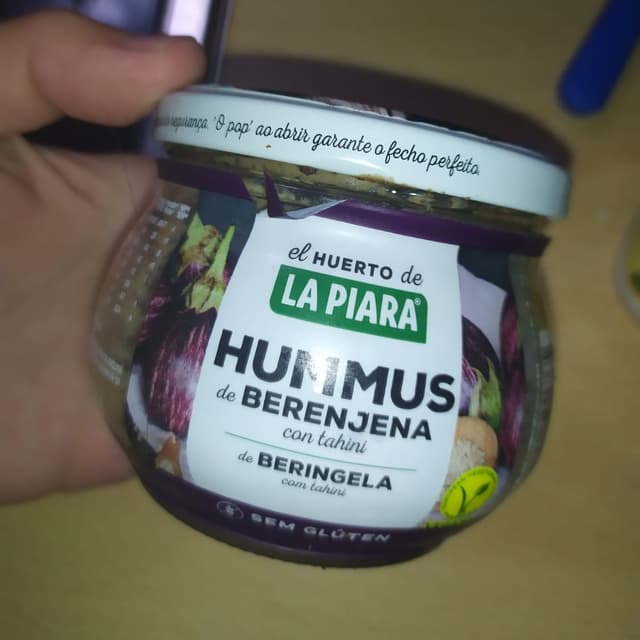 segurança. 'O pop' ao abrir garante o fecho perfeito.
el HUERTO de
LA PIARA®
HUMMUS
de BERENJENA
con tahini
de BERINGELA
com tahini
SEM GLÚTEN